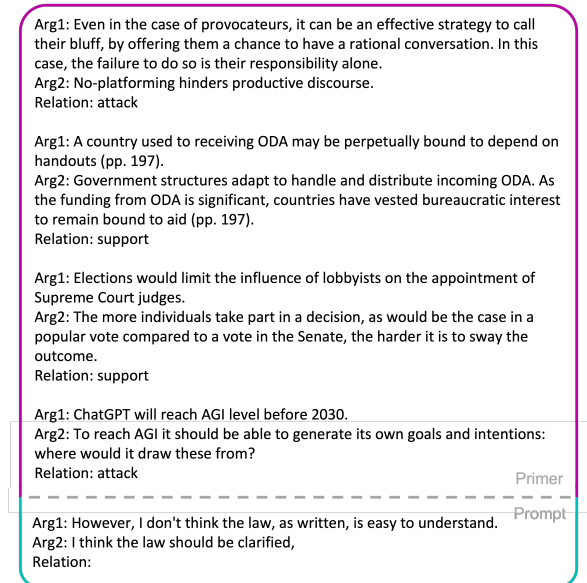 Arg1: Even in the case of provocateurs, it can be an effective strategy to call
their bluff, by offering them a chance to have a rational conversation. In this
case, the failure to do so is their responsibility alone.
Arg2: No-platforming hinders productive discourse.
Relation: attack
Arg1: A country used to receiving ODA may be perpetually bound to depend on
handouts (pp. 197).
Arg2: Government structures adapt to handle and distribute incoming ODA. As
the funding from ODA is significant, countries have vested bureaucratic interest
to remain bound to aid (pp. 197).
Relation: support
Arg1: Elections would limit the influence of lobbyists on the appointment of
Supreme Court judges.
Arg2: The more individuals take part in a decision, as would be the case in a
popular vote compared to a vote in the Senate, the harder it is to sway the
outcome.
Relation: support
Arg1: ChatGPT will reach AGI level before 2030.
Arg2: To reach AGI it should be able to generate its own goals and intentions:
where would it draw these from?
Relation: attack
Primer
Prompt
Arg1: However, I don't think the law, as written, is easy to understand.
Arg2: I think the law should be clarified,
Relation: